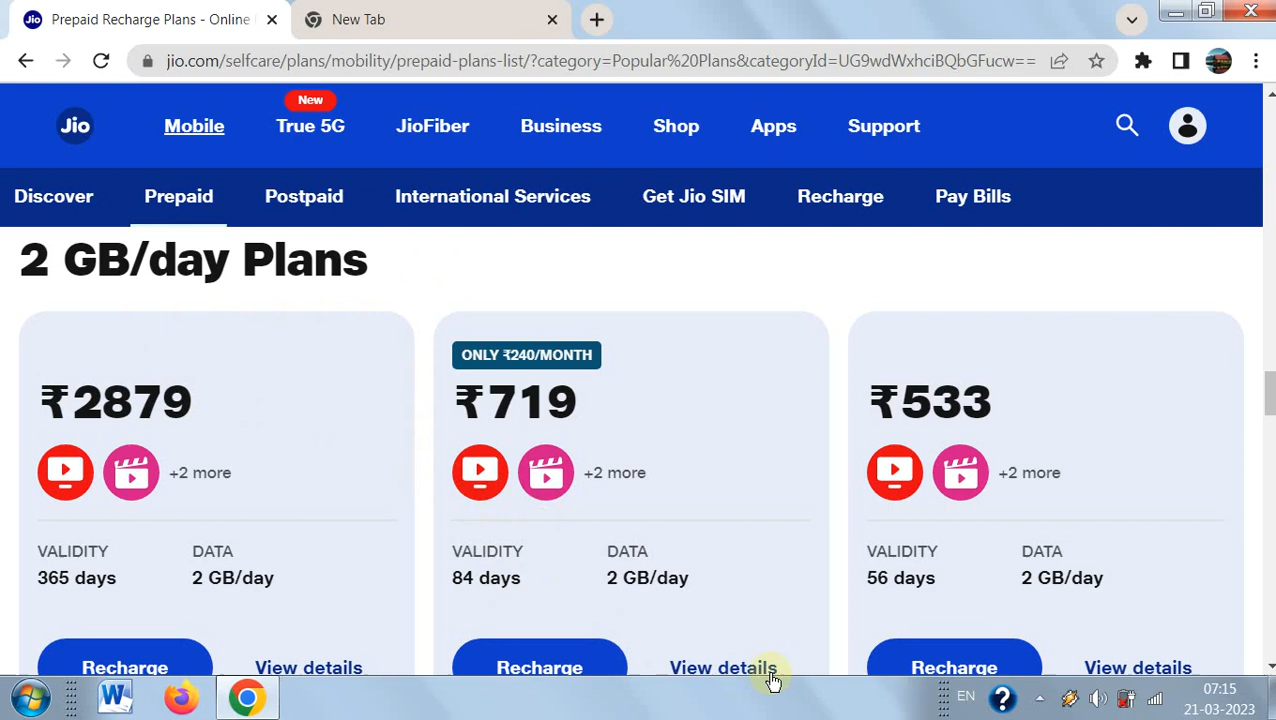 Prepaid Recharge Plans - Online
New Tab
jio.com/selfcare/plans/mobility/prepaid-plans-list/?category=Popular%20Plans&categoryId=UG9wdWxhciBQbGFucw==
New
Jio
Mobile
True 5G
JioFiber
Business
Shop
Apps
Support
Discover
Prepaid
Postpaid
International Services
Get Jio SIM
Recharge
Pay Bills
2 GB/day Plans
₹2879
+2 more
VALIDITY
DATA
365 days
2 GB/day
Recharge
View details
ONLY ₹240/MONTH
₹719
+2 more
VALIDITY
DATA
84 days
2 GB/day
Recharge
View details
₹533
+2 more
VALIDITY
DATA
56 days
2 GB/day
Recharge
View details
EN
07:15
21-03-2023